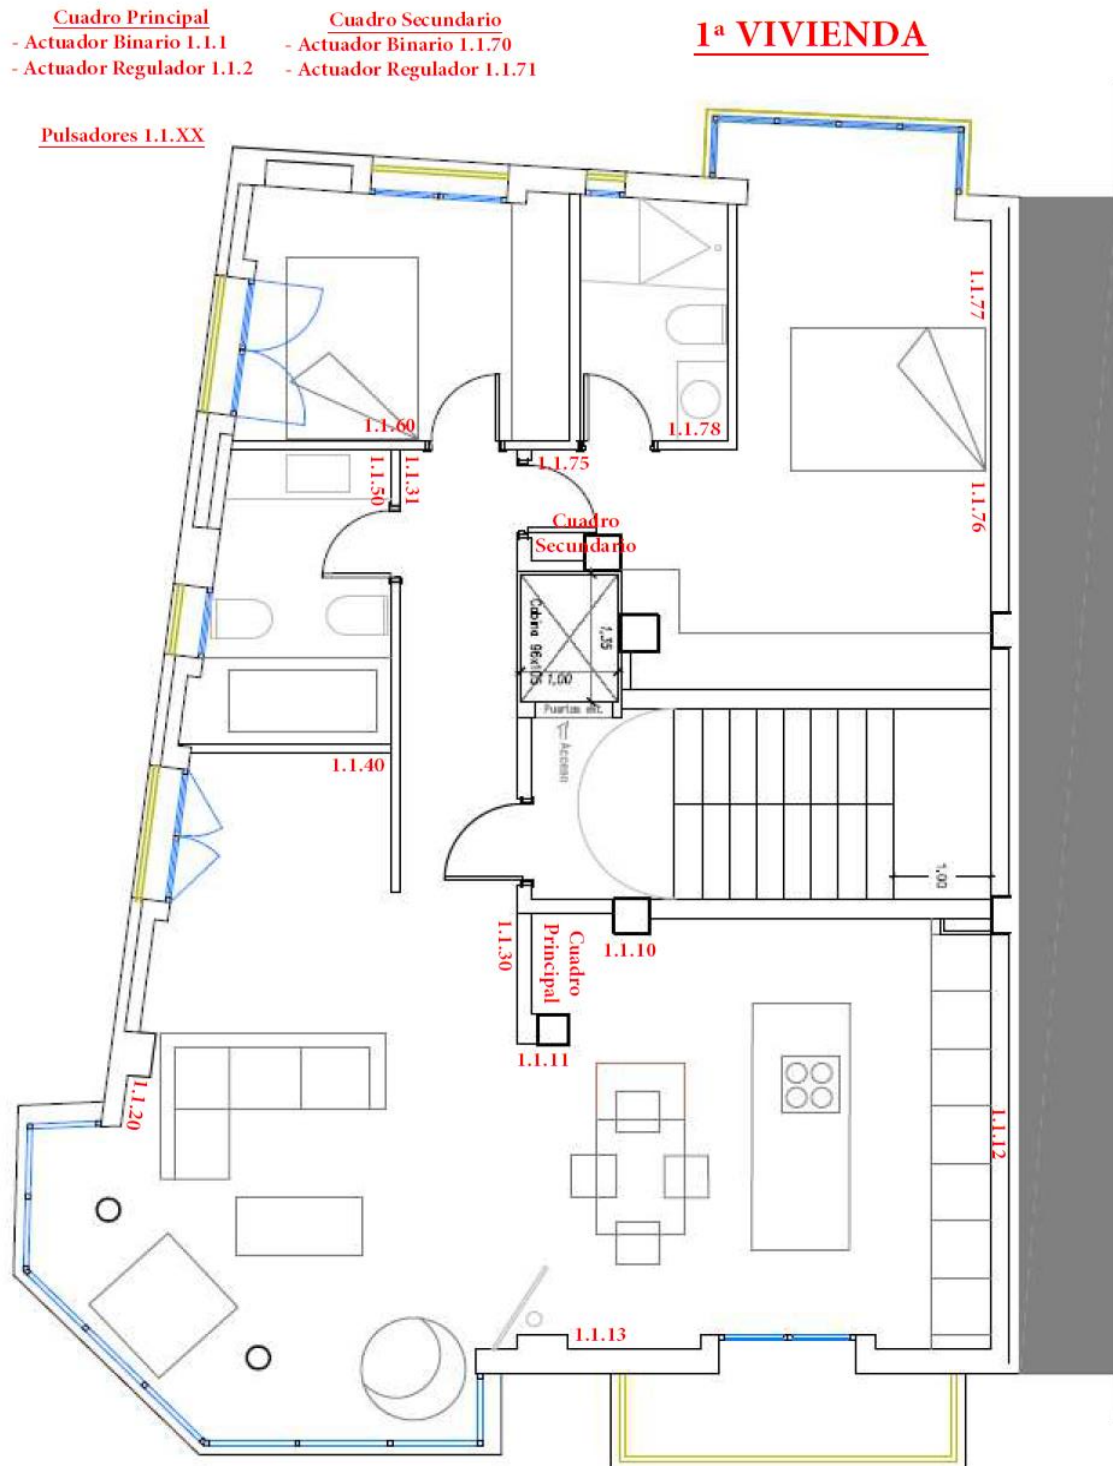 Cuadro Principal
- Actuador Binario 1.1.1
- Actuador Regulador 1.1.2
Cuadro Secundario
- Actuador Binario 1.1.70
- Actuador Regulador 1.1.71
1ª VIVIENDA
Pulsadores 1.1.XX
1.1.77
1.1.60
1.1.78
1.1.50
1.1.31
1.1.75
1.1.76
Cuadro
Secundario
Cabina 96x105
1,35
1,00
Puertas aut.
Acceso
1.1.40
1,00
1.1.30
Cuadro
Principal
1.1.10
1.1.11
1.1.20
1.1.12
1.1.13